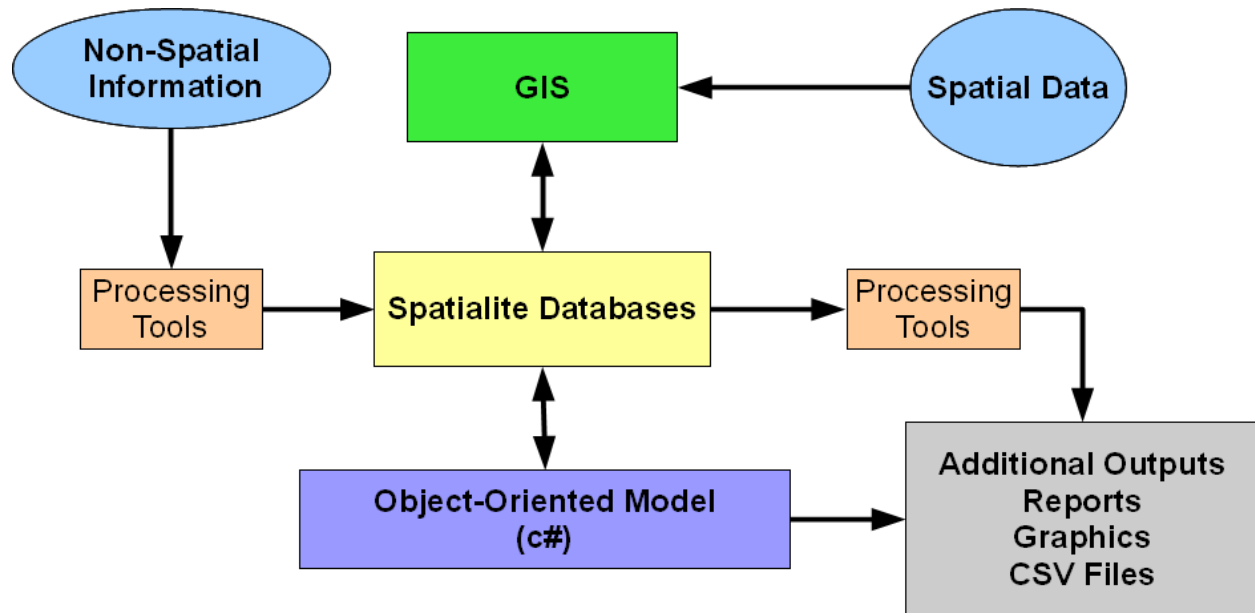 Non-Spatial
Information
GIS
Spatial Data
Processing
Tools
Spatialite Databases
Processing
Tools
Object-Oriented Model
(c#)
Additional Outputs
Reports
Graphics
CSV Files